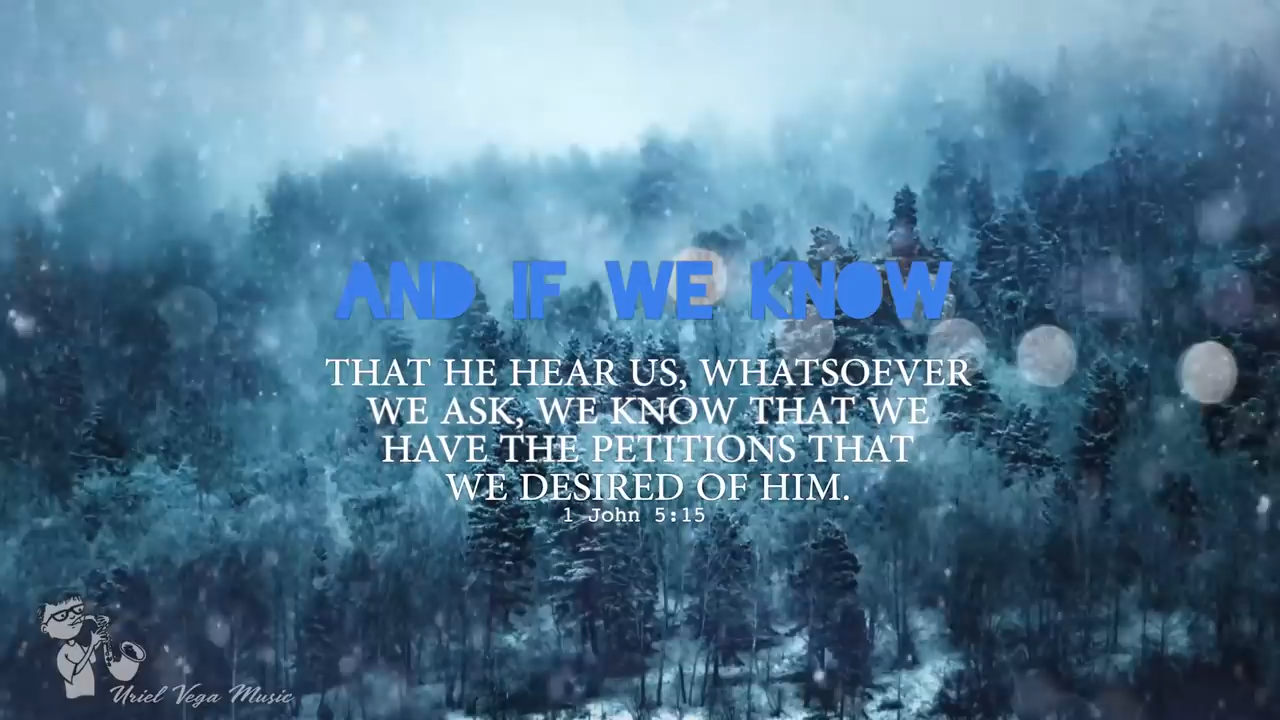 AND IF WE KNOW
THAT HE HEAR US, WHATSOEVER
WE ASK, WE KNOW THAT WE
HAVE THE PETITIONS THAT
WE DESIRED OF HIM.
1 John 5:15
Uriel Vega Music